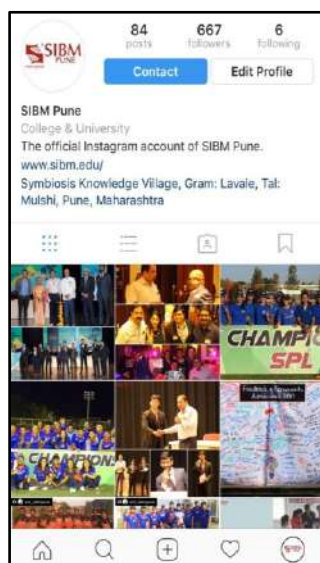 SIBM
PUNE
84 667 6
posts followers following
Contact Edit Profile
SIBM Pune
College & University
The official Instagram account of SIBM Pune.
www.sibm.edu/
Symbiosis Knowledge Village, Gram: Lavale, Tal:
Mulshi, Pune, Maharashtra
CHAMPI
SPL
CHAMPIONS